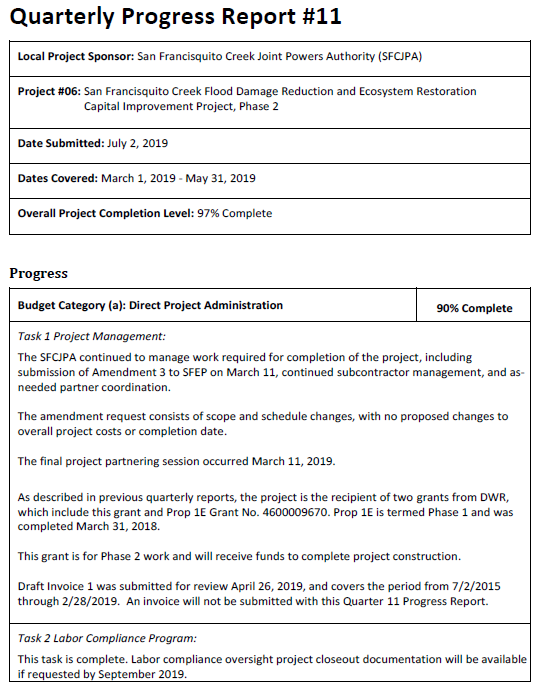 Quarterly Progress Report #11
Local Project Sponsor: San Francisquito Creek Joint Powers Authority (SFCJPA)
Project #06: San Francisquito Creek Flood Damage Reduction and Ecosystem Restoration
Capital Improvement Project, Phase 2
Date Submitted: July 2, 2019
Dates Covered: March 1, 2019 - May 31, 2019
Overall Project Completion Level: 97% Complete
Progress
Budget Category (a): Direct Project Administration
90% Complete
Task 1 Project Management:
The SFCJPA continued to manage work required for completion of the project, including
submission of Amendment 3 to SFEP on March 11, continued subcontractor management, and as-
needed partner coordination.
The amendment request consists of scope and schedule changes, with no proposed changes to
overall project costs or completion date.
The final project partnering session occurred March 11, 2019.
As described in previous quarterly reports, the project is the recipient of two grants from DWR,
which include this grant and Prop 1E Grant No. 4600009670. Prop 1E is termed Phase 1 and was
completed March 31, 2018.
This grant is for Phase 2 work and will receive funds to complete project construction.
Draft Invoice 1 was submitted for review April 26, 2019, and covers the period from 7/2/2015
through 2/28/2019.  An invoice will not be submitted with this Quarter 11 Progress Report.
Task 2 Labor Compliance Program:
This task is complete. Labor compliance oversight project closeout documentation will be available
if requested by September 2019.